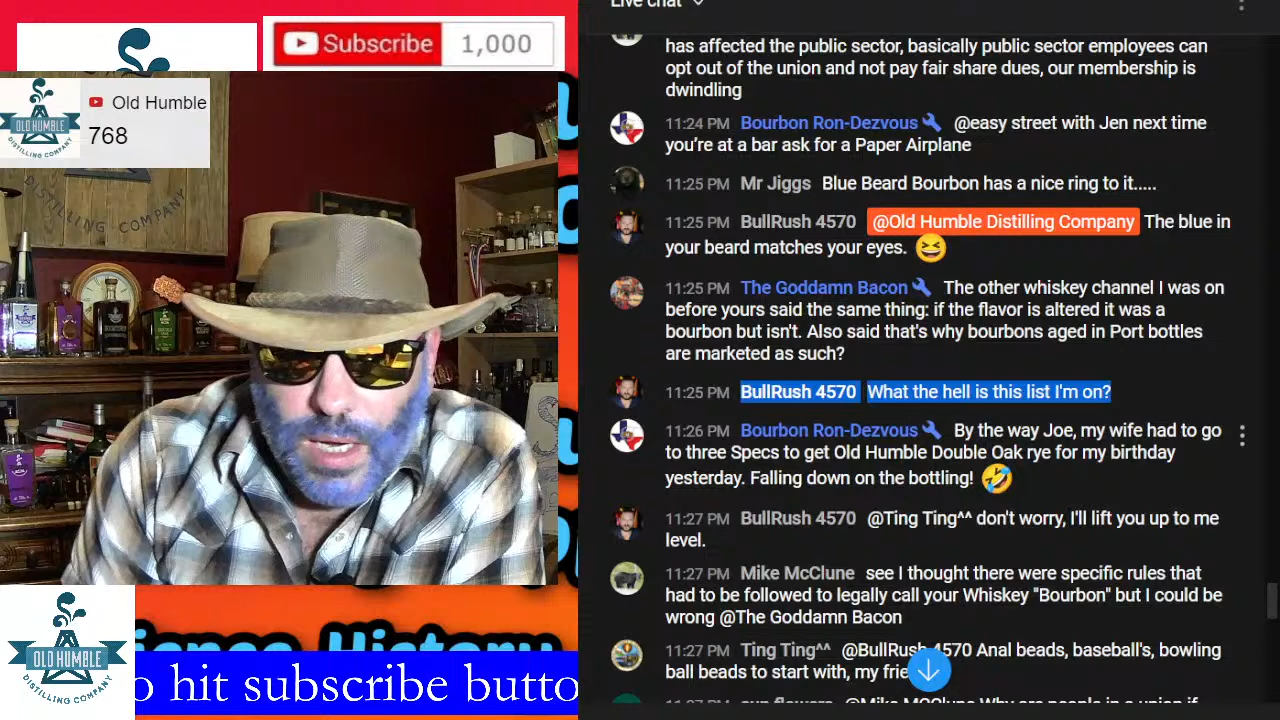 Subscribe
1,000
Old Humble
768
OLD HUMBLE
DISTILLING COMPANY
DISTILLING COMPANY
OLD HUMBLE
DISTILLING COMPANY
o hit subscribe butto
Live chat
has affected the public sector, basically public sector employees can
opt out of the union and not pay fair share dues, our membership is
dwindling
11:24 PM Bourbon Ron-Dezvous @easy street with Jen next time
you're at a bar ask for a Paper Airplane
11:25 PM Mr Jiggs Blue Beard Bourbon has a nice ring to it.....
11:25 PM BullRush 4570 @Old Humble Distilling Company The blue in
your beard matches your eyes. 😆
11:25 PM The Goddamn Bacon The other whiskey channel I was on
before yours said the same thing: if the flavor is altered it was a
bourbon but isn't. Also said that's why bourbons aged in Port bottles
are marketed as such?
11:25 PM BullRush 4570 What the hell is this list I'm on?
11:26 PM Bourbon Ron-Dezvous By the way Joe, my wife had to go
to three Specs to get Old Humble Double Oak rye for my birthday
yesterday. Falling down on the bottling! 🤣
11:27 PM BullRush 4570 @Ting Ting^^ don't worry, I'll lift you up to me
level.
11:27 PM Mike McClune see I thought there were specific rules that
had to be followed to legally call your Whiskey "Bourbon" but I could be
wrong @The Goddamn Bacon
11:27 PM Ting Ting^^ @BullRush 4570 Anal beads, baseball's, bowling
ball beads to start with, my frie